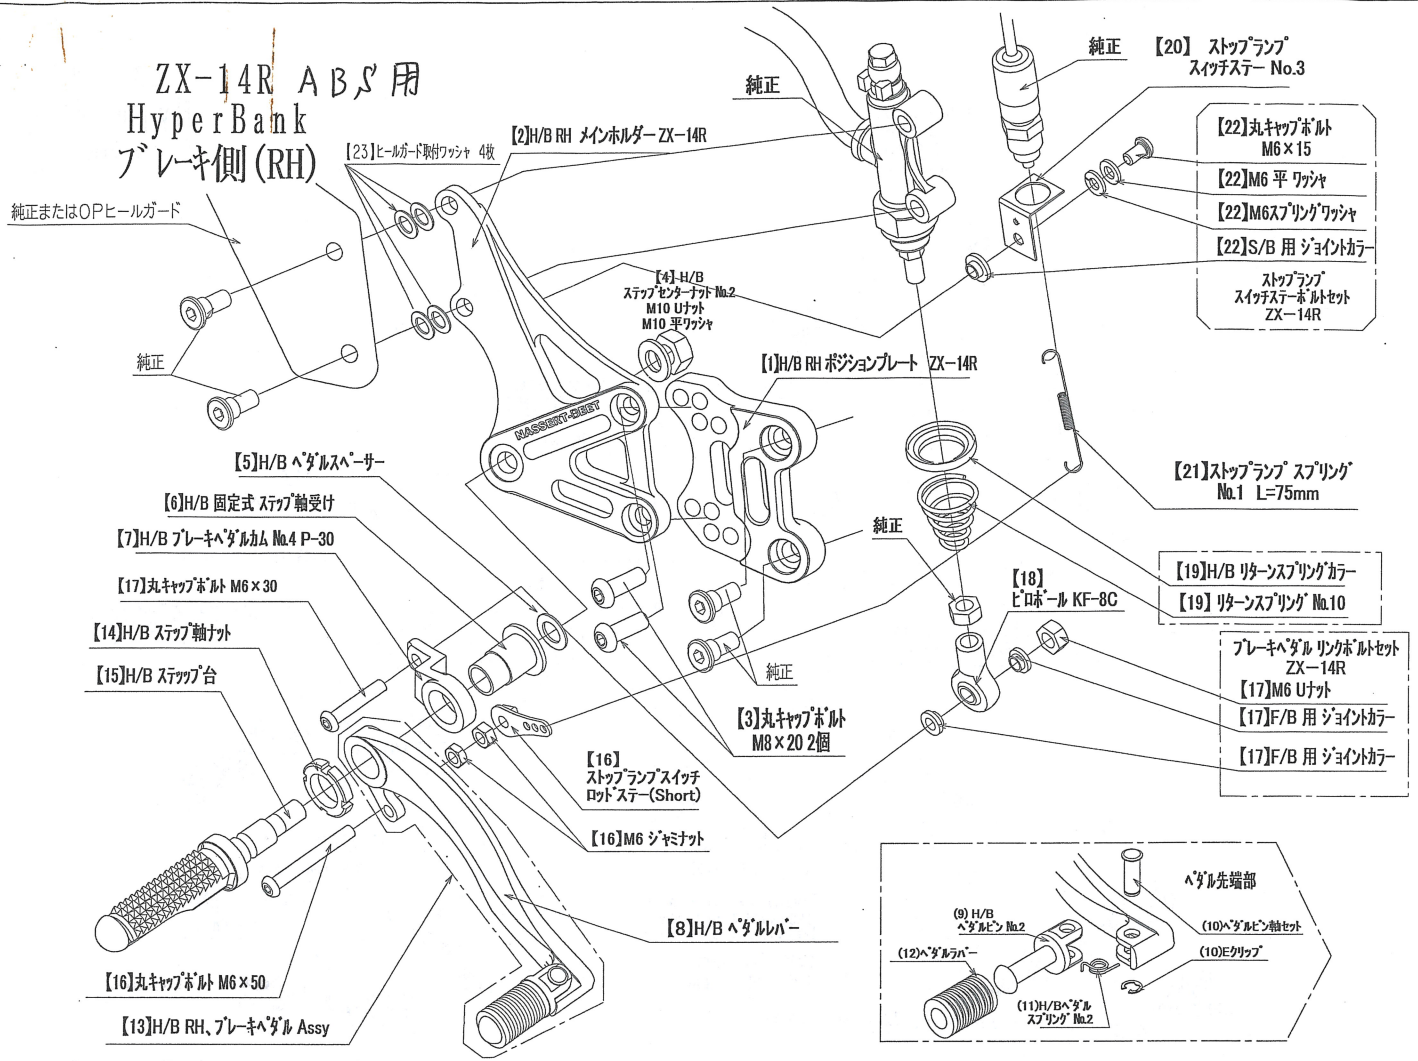 ZX-14R ABS用
HyperBank
ブレーキ側(RH)
純正またはOPヒールガード
純正
【23】ヒールガード取付ワッシャ 4枚
【2】H/B RH メインホルダー ZX-14R
純正
純正
【20】 ストップランプ
スイッチステー No.3
【22】丸キャップボルト
M6×15
【22】M6 平 ワッシャ
【22】M6スプリングワッシャ
【22】S/B 用 ジョイントカラー
ストップランプ
スイッチステーボルトセット
ZX-14R
【4】H/B
ステップセンターナット No.2
M10 Uナット
M10 平ワッシャ
【1】H/B RH ポジションプレート ZX-14R
NASSERT-BEET
【5】H/B ペダルスペーサー
【6】H/B 固定式 ステップ軸受け
【7】H/B ブレーキペダルカム No.4 P-30
【17】丸キャップボルト M6×30
【14】H/B ステップ軸ナット
【15】H/B ステップ台
【21】ストップランプ スプリング
No.1 L=75mm
純正
【18】
ピロボール KF-8C
【19】H/B リターンスプリングカラー
【19】リターンスプリング No.10
ブレーキペダル リンクボルトセット
ZX-14R
【17】M6 Uナット
【17】F/B 用 ジョイントカラー
【17】F/B 用 ジョイントカラー
純正
【3】丸キャップボルト
M8×20 2個
【16】
ストップランプスイッチ
ロッドステー(Short)
【16】M6 ジャミナット
【8】H/B ペダルレバー
【16】丸キャップボルト M6×50
【13】H/B RH、ブレーキペダル Assy
ペダル先端部
(9) H/B
ペダルピン No.2
(10)ペダルピン軸セット
(10)Eクリップ
(12)ペダルラバー
(11)H/Bペダル
スプリング No.2